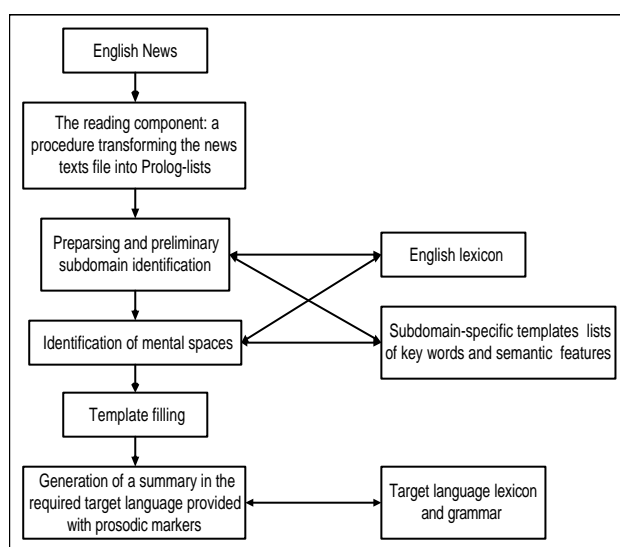 English News
The reading component: a
procedure transforming the news
texts file into Prolog-lists
Preparsing and preliminary
subdomain identification
English lexicon
Identification of mental spaces
Subdomain-specific templates lists
of key words and semantic features
Template filling
Generation of a summary in the
required target language provided
with prosodic markers
Target language lexicon
and grammar